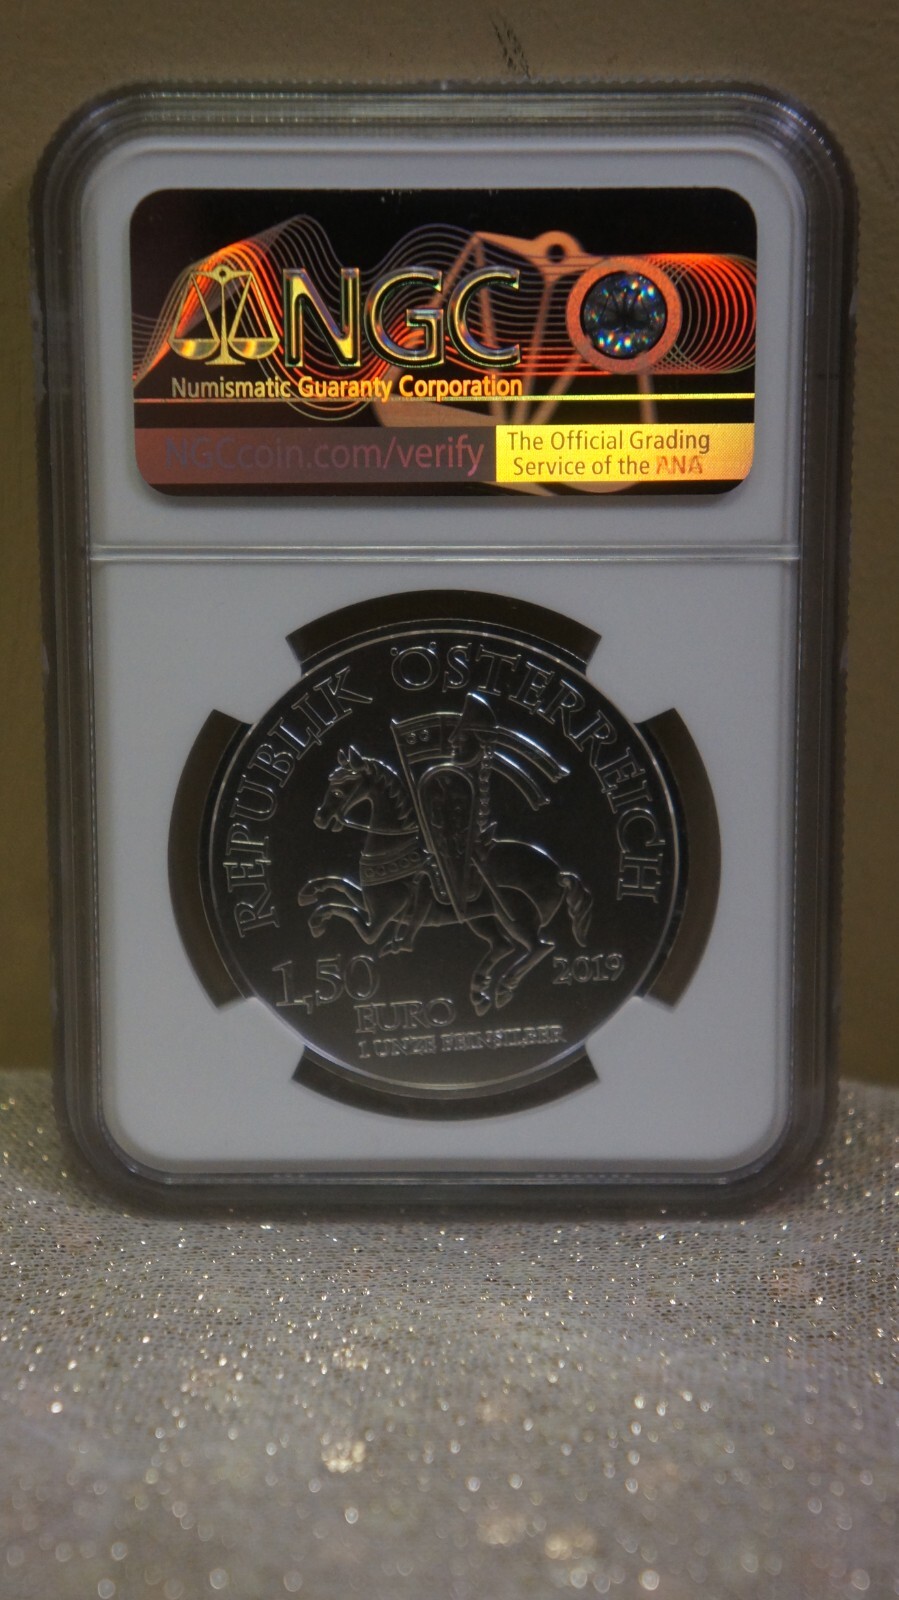 NGC
Numismatic Guaranty Corporation
NGCcoin.com/verify
The Official Grading
Service of the ANA
REPUBLIK ÖSTERREICH
1,50
EURO
2019
1 UNZE FEINSILBER